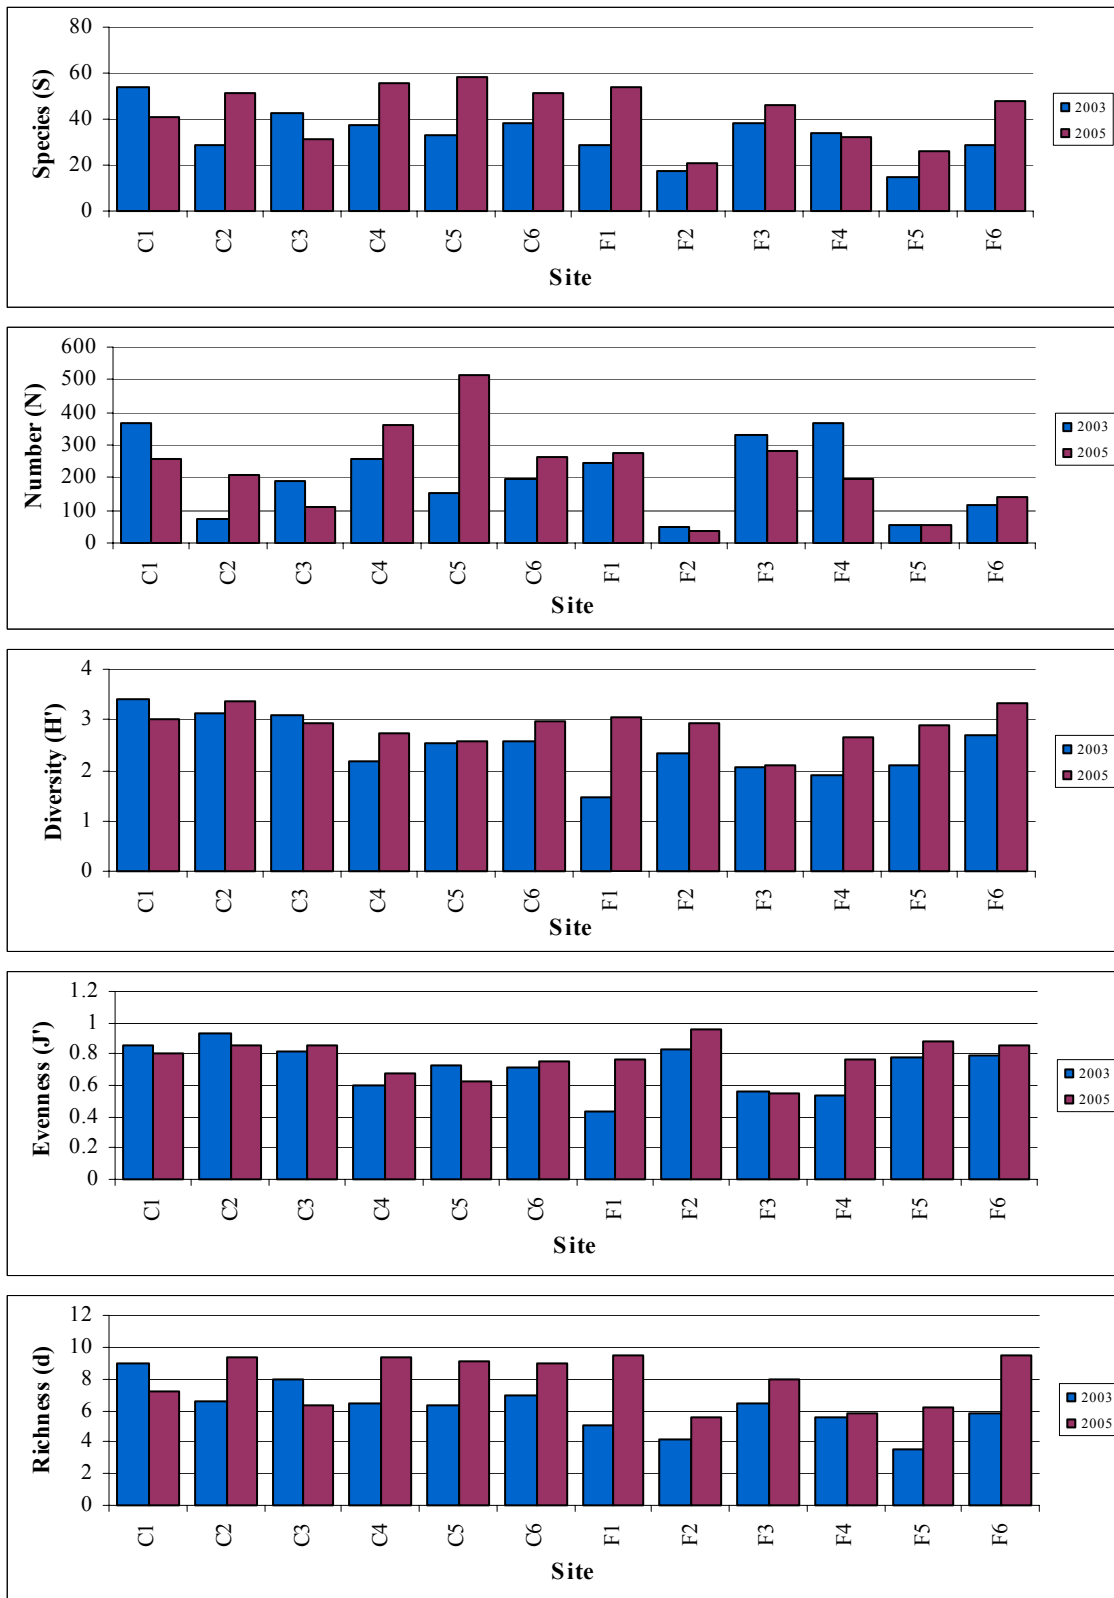 80
60
40
20
0
Species (S)
C1 C2 C3 C4 C5 C6 F1 F2 F3 F4 F5 F6
Site
2003
2005
600
500
400
300
200
100
0
Number (N)
C1 C2 C3 C4 C5 C6 F1 F2 F3 F4 F5 F6
Site
2003
2005
4
3
2
1
0
Diversity (H')
C1 C2 C3 C4 C5 C6 F1 F2 F3 F4 F5 F6
Site
2003
2005
1.2
1
0.8
0.6
0.4
0.2
0
Evenness (J')
C1 C2 C3 C4 C5 C6 F1 F2 F3 F4 F5 F6
Site
2003
2005
12
10
8
6
4
2
0
Richness (d)
C1 C2 C3 C4 C5 C6 F1 F2 F3 F4 F5 F6
Site
2003
2005